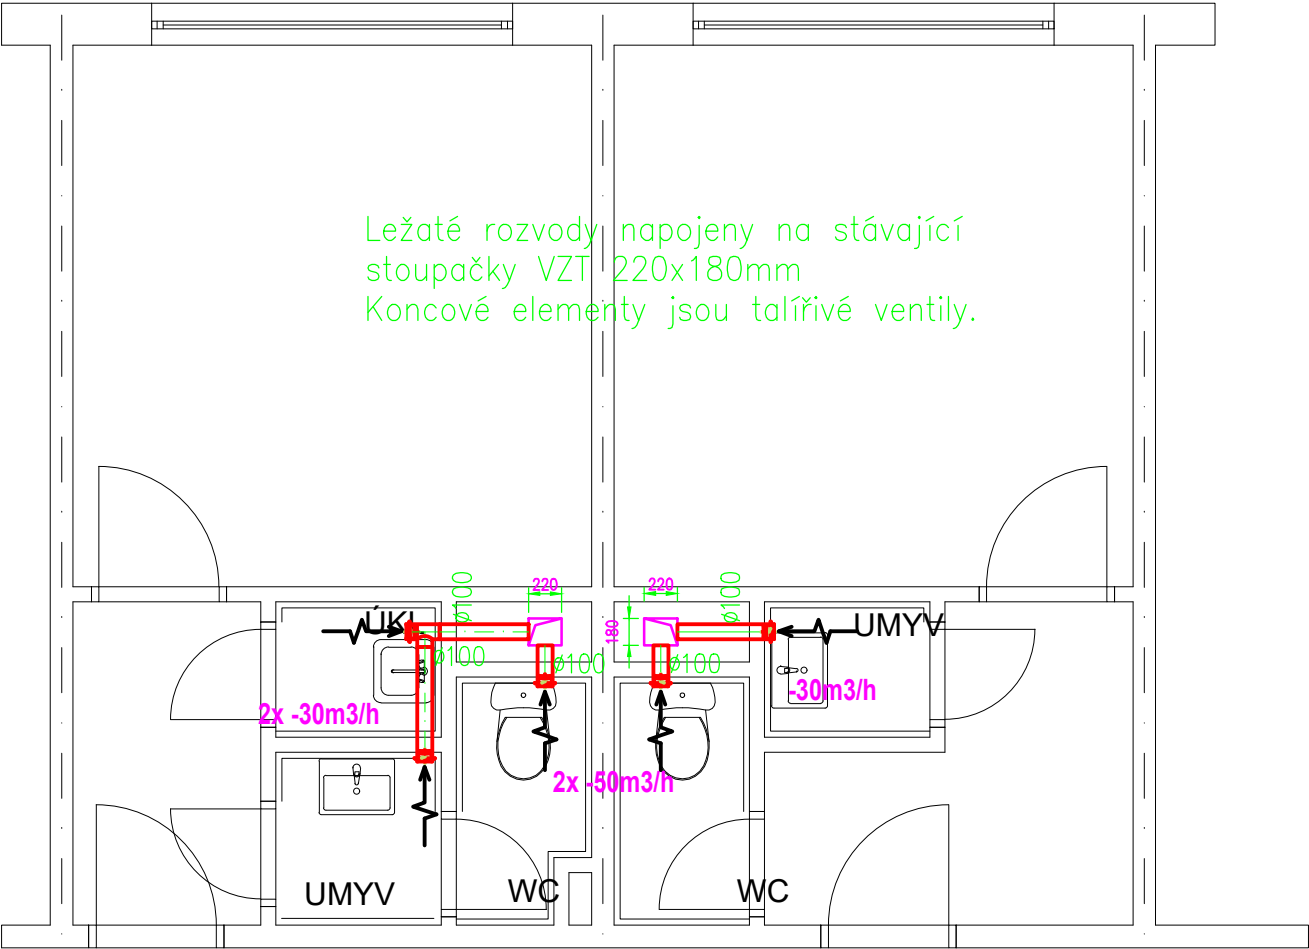 Ležaté rozvody napojeny na stávající
stoupačky VZT 220x180mm
Koncové elementy jsou talířivé ventily.
ø100
220
220
ø100
ÚKL
180
UMYV
ø100
ø100
ø100
2x -30m3/h
-30m3/h
2x -50m3/h
UMYV
WC
WC